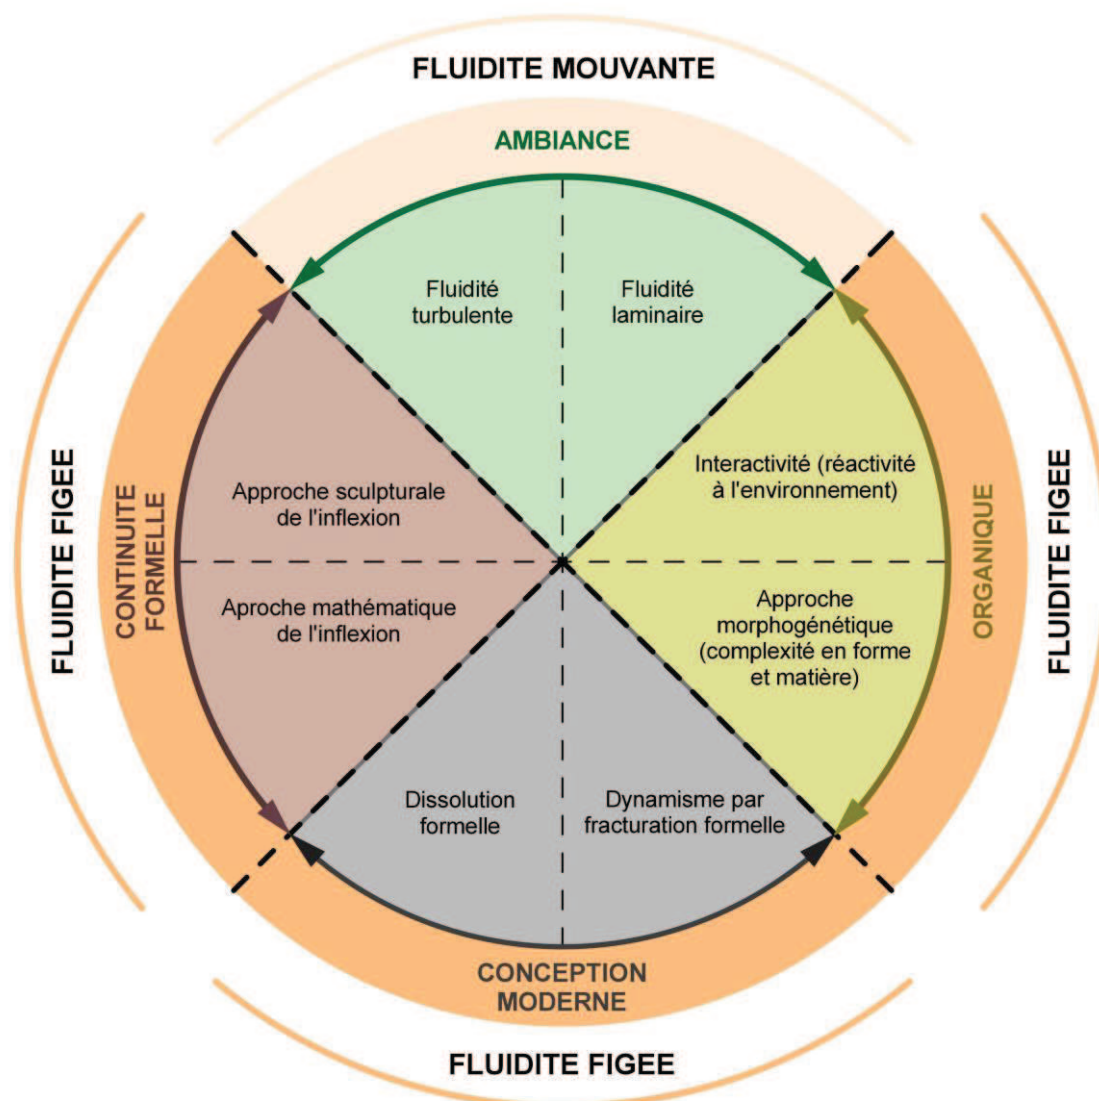 FLUIDITE MOUVANTE
AMBIANCE
Fluidité
turbulente
Fluidité
laminaire
FLUIDITE FIGEE
CONTINUITE
FORMELLE
Approche sculpturale
de l'inflexion
Aproche mathématique
de l'inflexion
Interactivité (réactivité
à l'environnement)
Approche
morphogénétique
(complexité en forme
et matière)
ORGANIQUE
FLUIDITE FIGEE
Dissolution
formelle
Dynamisme par
fracturation formelle
CONCEPTION
MODERNE
FLUIDITE FIGEE